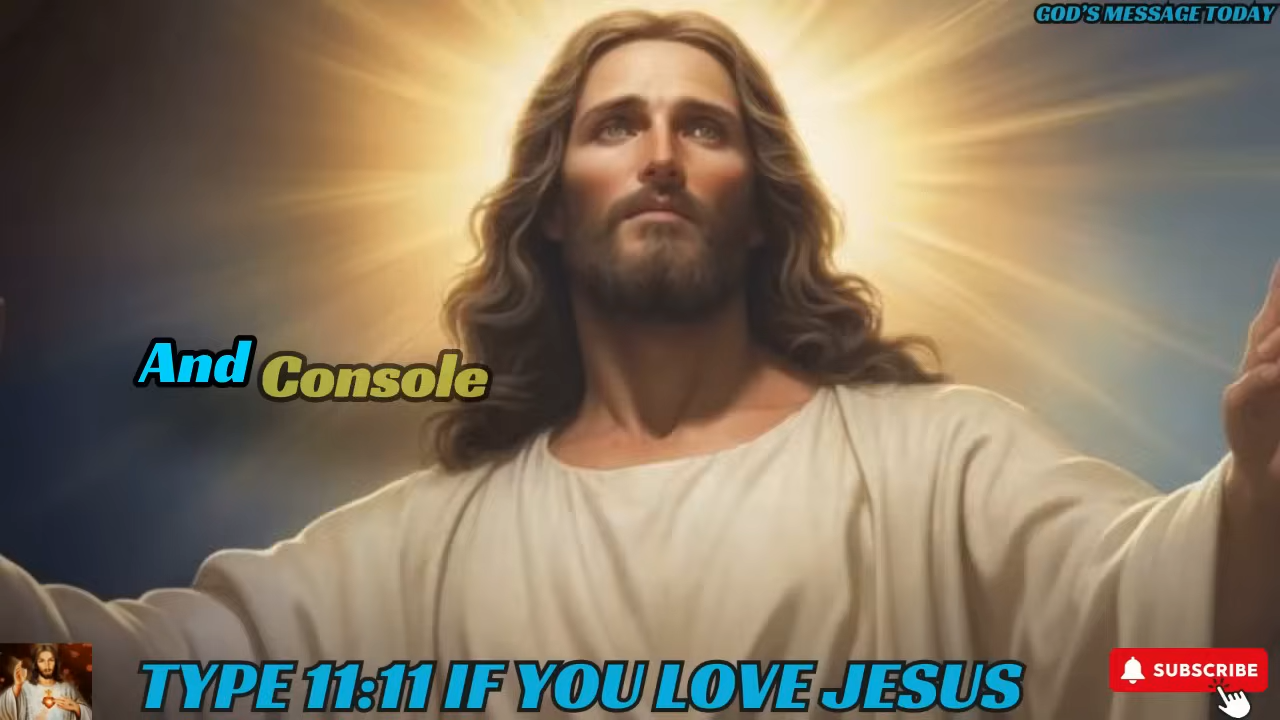 GOD'S MESSAGE TODAY
And Console
TYPE 11:11 IF YOU LOVE JESUS
SUBSCRIBE